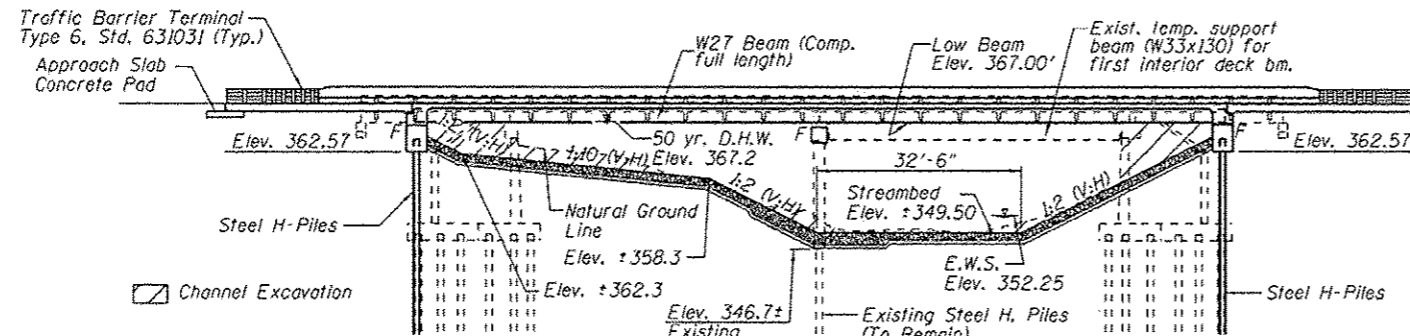 Traffic Barrier Terminal
Type 6, Std. 631031 (Typ.)
Approach Slab
Concrete Pad
W27 Beam (Comp.
full length)
Low Beam
Elev. 367.00'
Exist. temp. support
beam (W33x130) for
first interior deck bm.
Elev. 362.57
F
50 yr. D.H.W.
Elev. 367.2
F
F
Elev. 362.57
(V:H)
(V:H)
32'-6"
1:2 (V:H)
1:2 (V:H)
Streambed
Elev. ±349.50
Steel H-Piles
Natural Ground
Line
Elev. ±358.3
E.W.S.
Elev. 352.25
Channel Excavation
Elev. ±362.3
Elev. 346.7±
Existing
Existing Steel H. Piles
(To Remain)
Steel H-Piles